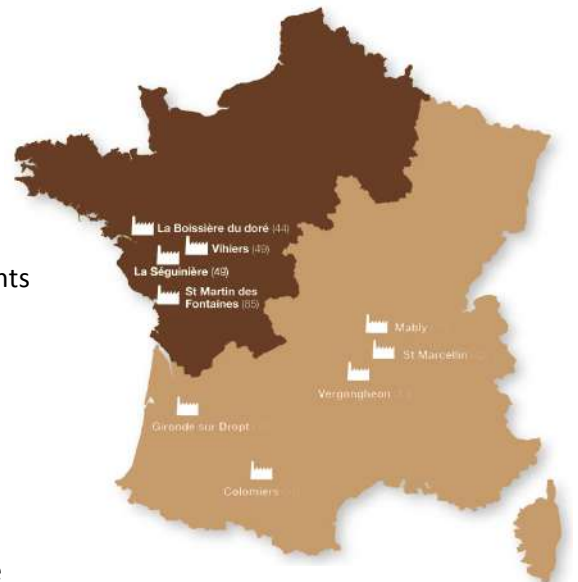 La Boissière du doré (44)
Vihiers (49)
La Séguinière (49)
nts
St Martin des
Fontaines (85)
Mably
St Marcellin
Vergongheon
Gironde sur Dropt
Colomiers
e